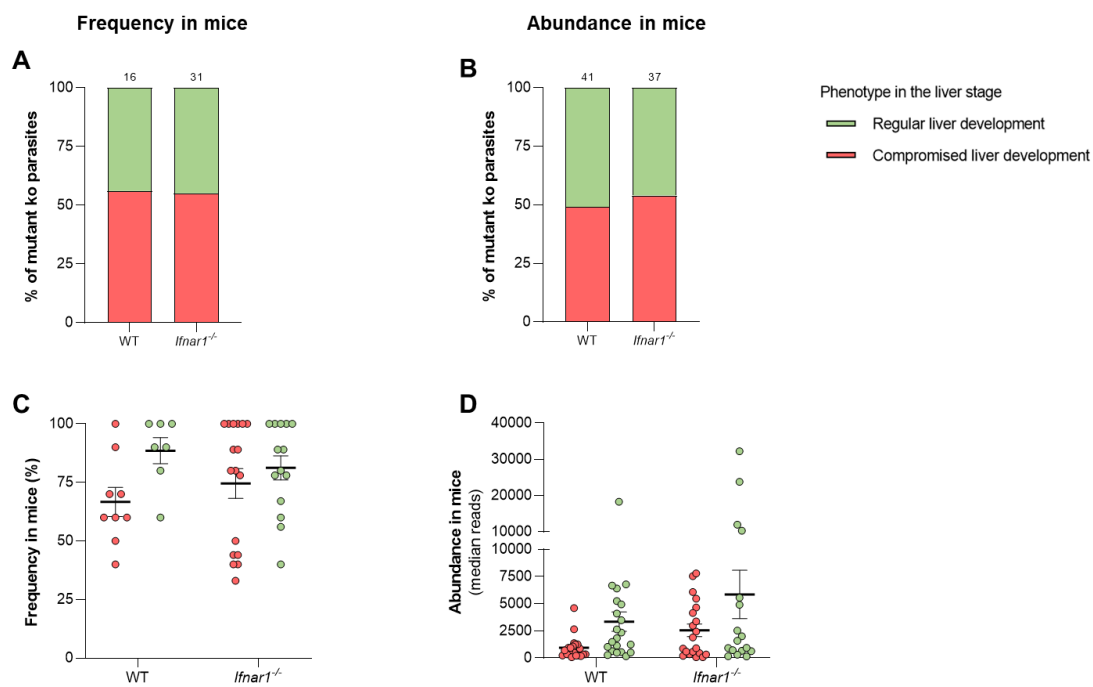 Frequency in mice
Abundance in mice
A
16
31
100
75
50
25
0
% of mutant ko parasites
WT
Ifnar1-/-
B
41
37
100
75
50
25
0
% of mutant ko parasites
WT
Ifnar1-/-
Phenotype in the liver stage
Regular liver development
Compromised liver development
C
100
75
50
25
0
Frequency in mice (%)
WT
Ifnar1-/-
D
40000
30000
20000
10000
10000
7500
5000
2500
0
Abundance in mice
(median reads)
WT
Ifnar1-/-